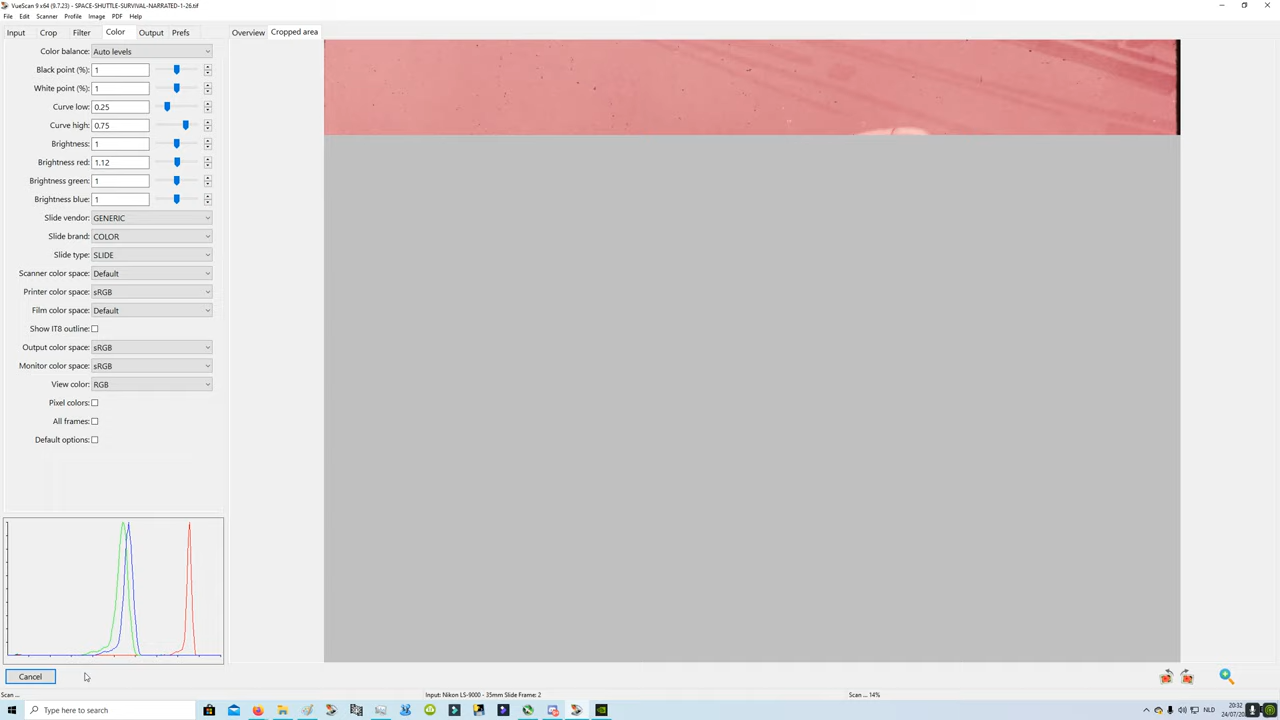 VueScan 9 x64 (9.7.23) - SPACE-SHUTTLE-SURVIVAL-NARRATED-1-26.tif
File Edit Scanner Profile Image PDF Help
Input Crop Filter Color Output Prefs Overview Cropped area
Color balance: Auto levels
Black point (%): 1
White point (%): 1
Curve low: 0.25
Curve high: 0.75
Brightness: 1
Brightness red: 1.12
Brightness green: 1
Brightness blue: 1
Slide vendor: GENERIC
Slide brand: COLOR
Slide type: SLIDE
Scanner color space: Default
Printer color space: sRGB
Film color space: Default
Show IT8 outline:
Output color space: sRGB
Monitor color space: sRGB
View color: RGB
Pixel colors:
All frames:
Default options:
Cancel
Scan ... Input: Nikon LS-9000 - 35mm Slide Frame: 2 Scan ... 14%
Type here to search NLD 20:32